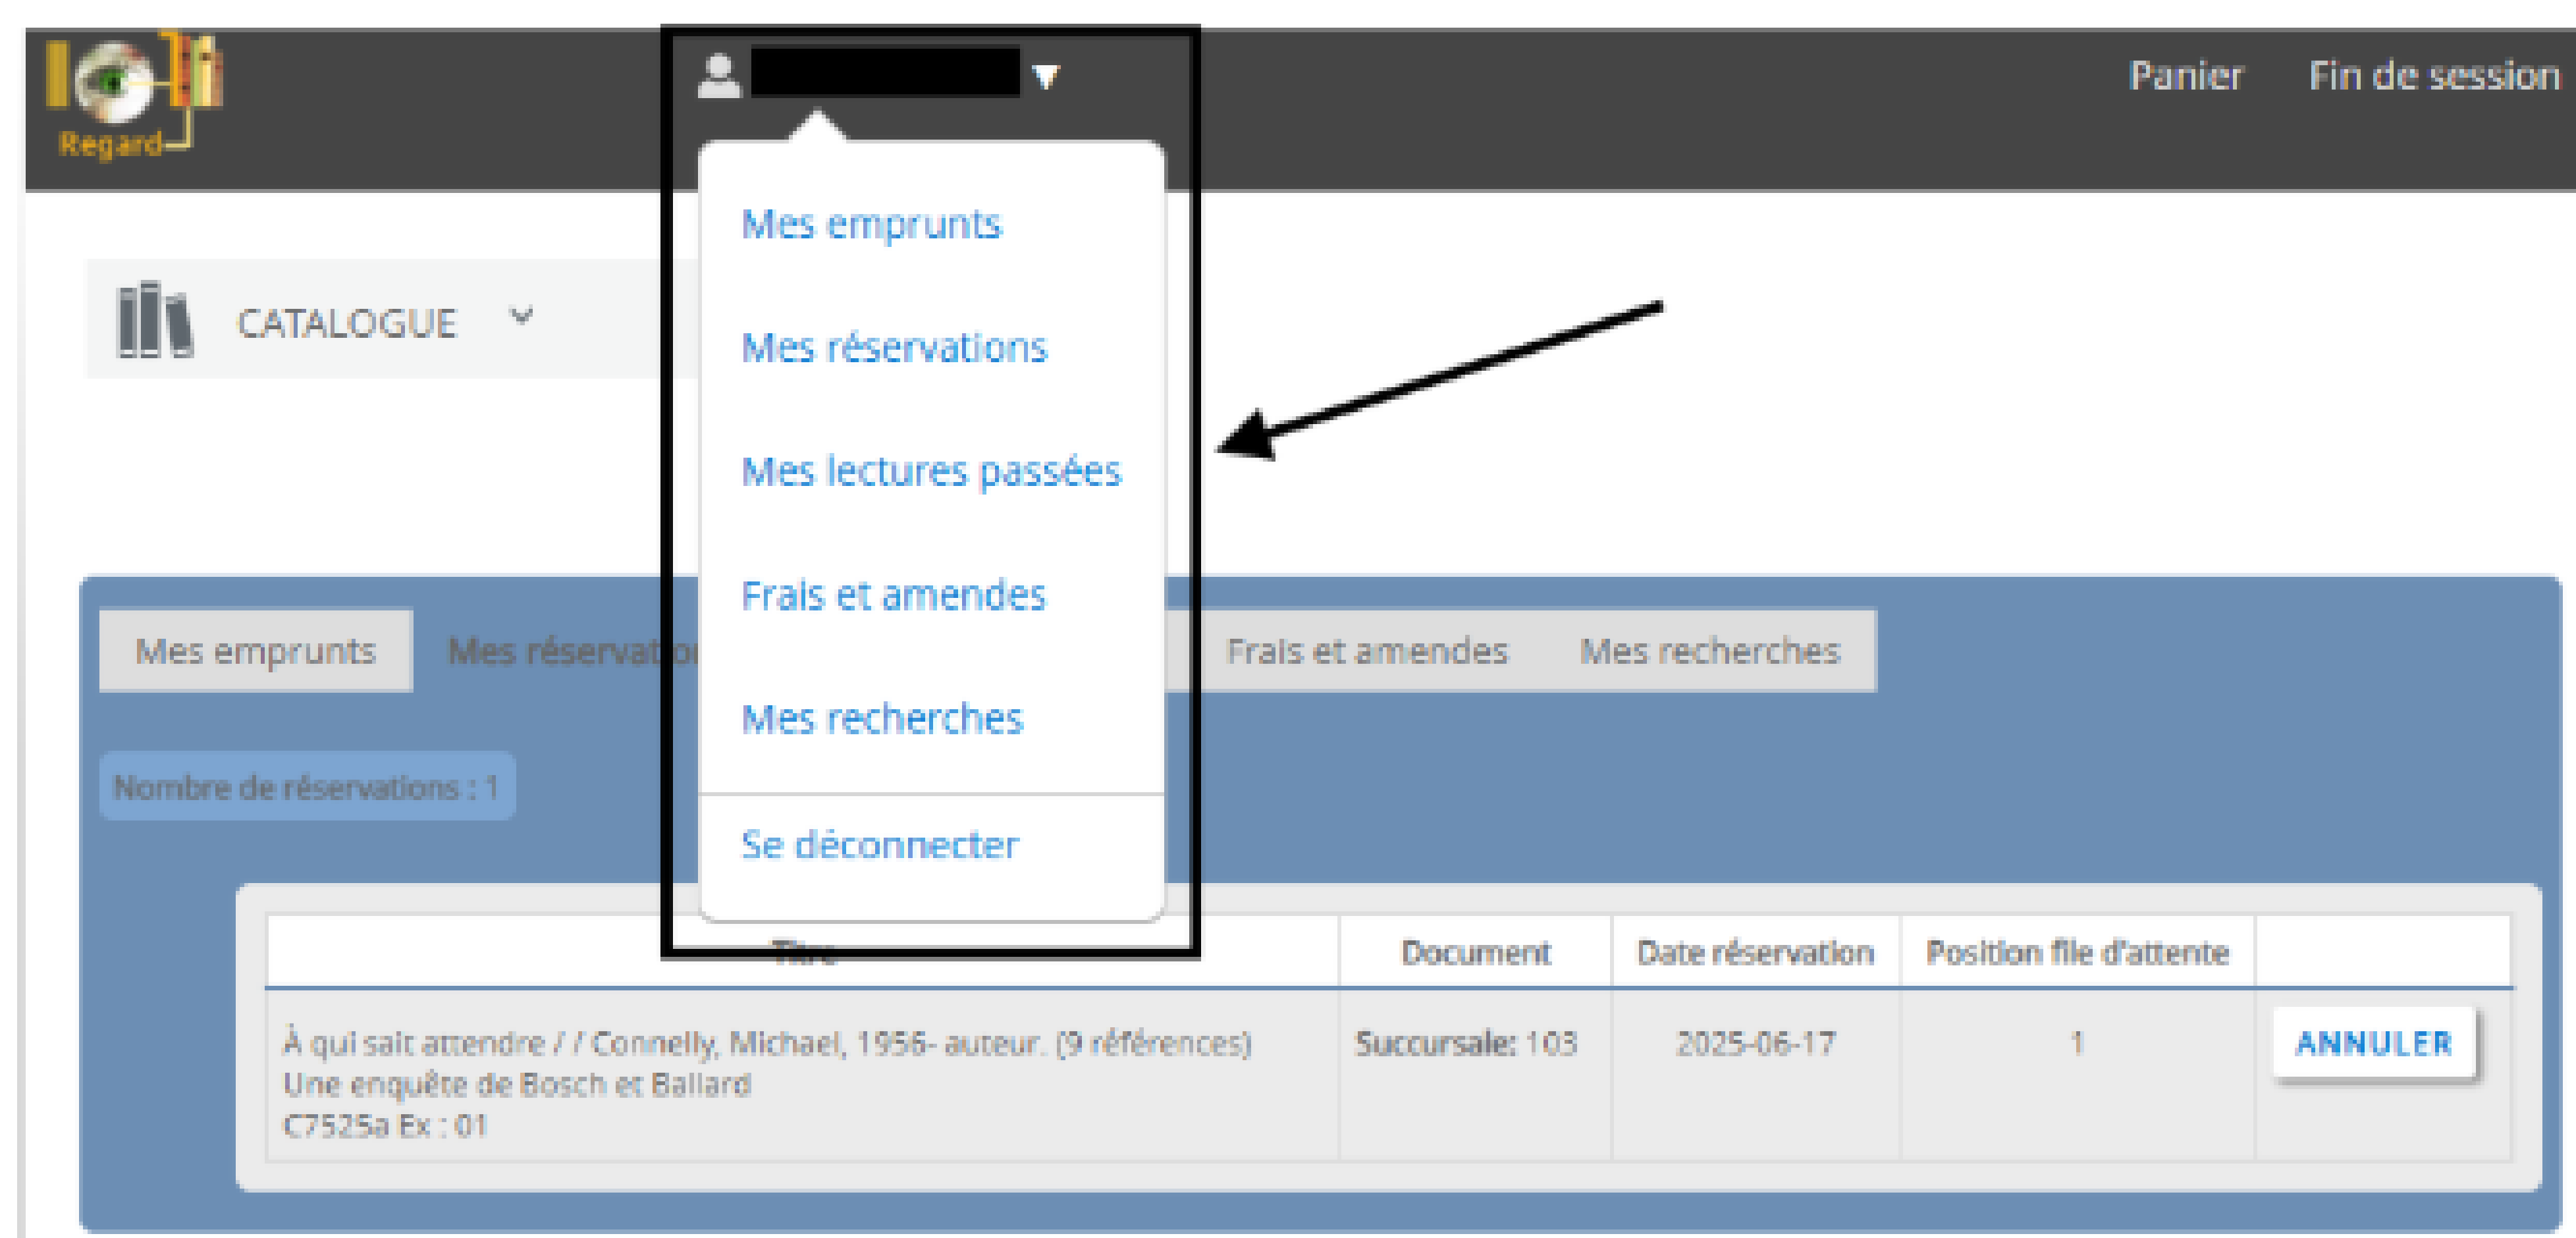 Regard
Panier Fin de session
Mes emprunts
Mes réservations
Mes lectures passées
Frais et amendes
Mes recherches
Se déconnecter
CATALOGUE
Mes emprunts Mes réservation Frais et amendes Mes recherches
Nombre de réservations : 1
Titre Document Date réservation Position file d'attente
À qui sait attendre / / Connelly, Michael, 1956- auteur. (9 références) Succursale: 103 2025-06-17 1 ANNULER
Une enquête de Bosch et Ballard
C7525a Ex : 01